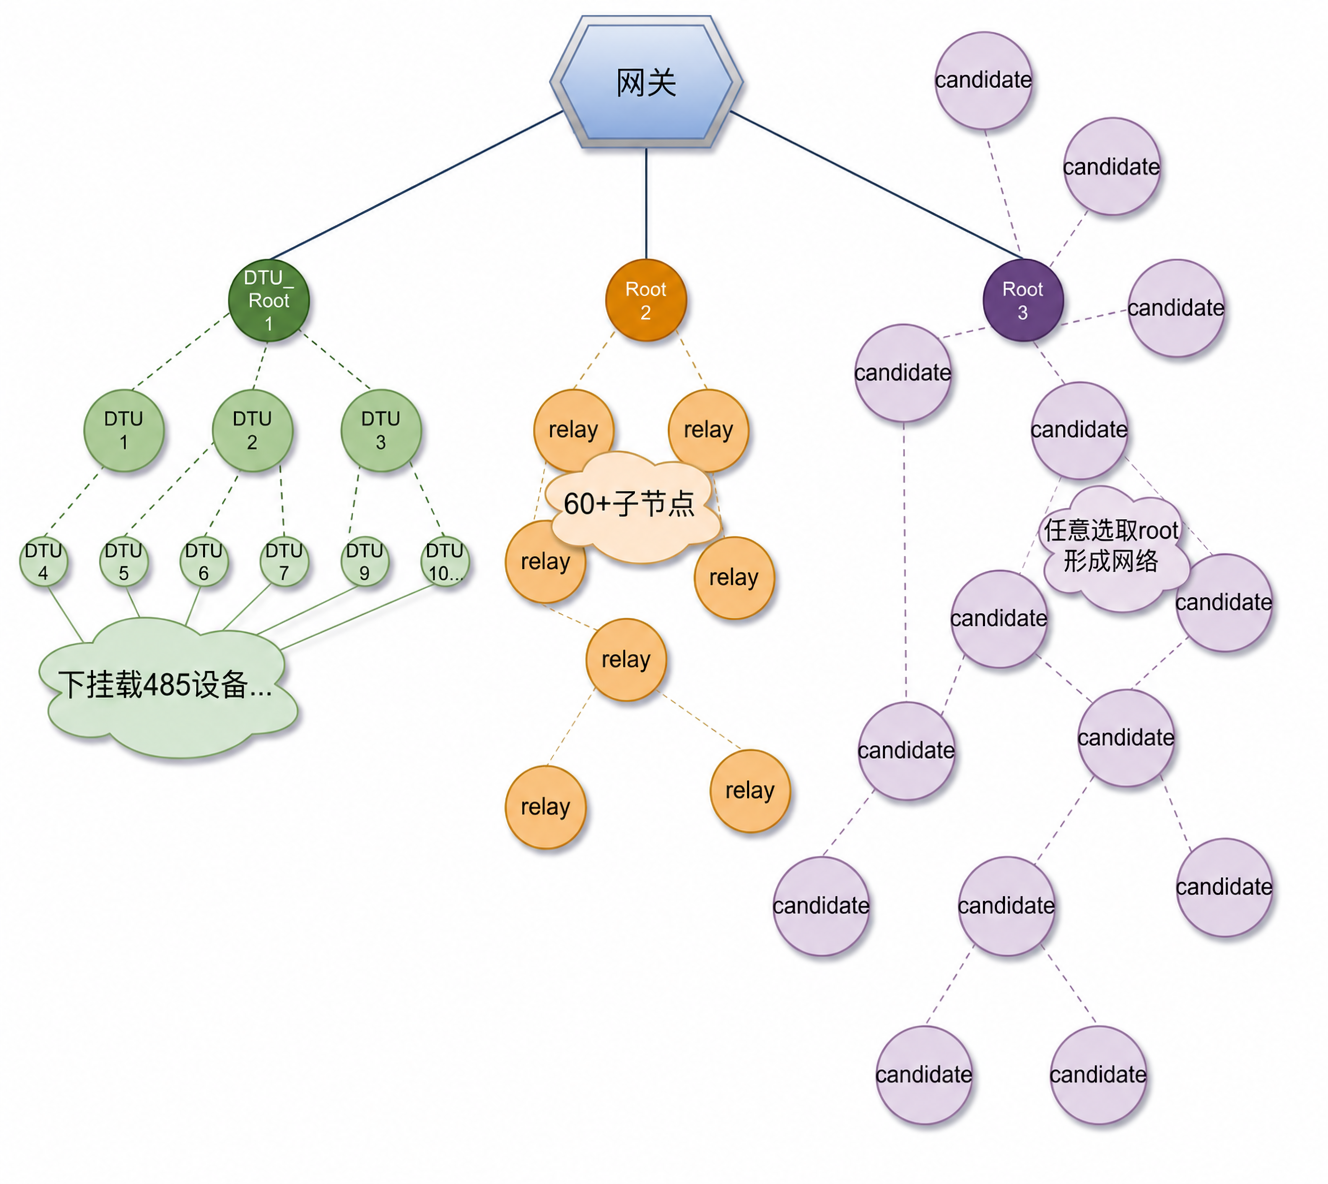 网关
candidate
candidate
DTU_
Root
1
Root
2
Root
3
candidate
candidate
DTU
1
DTU
2
DTU
3
relay
relay
candidate
60+子节点
任意选取root
形成网络
DTU
4
DTU
5
DTU
6
DTU
7
DTU
9
DTU
10...
relay
relay
candidate
candidate
下挂载485设备...
relay
candidate
candidate
relay
relay
candidate
candidate
candidate
candidate
candidate